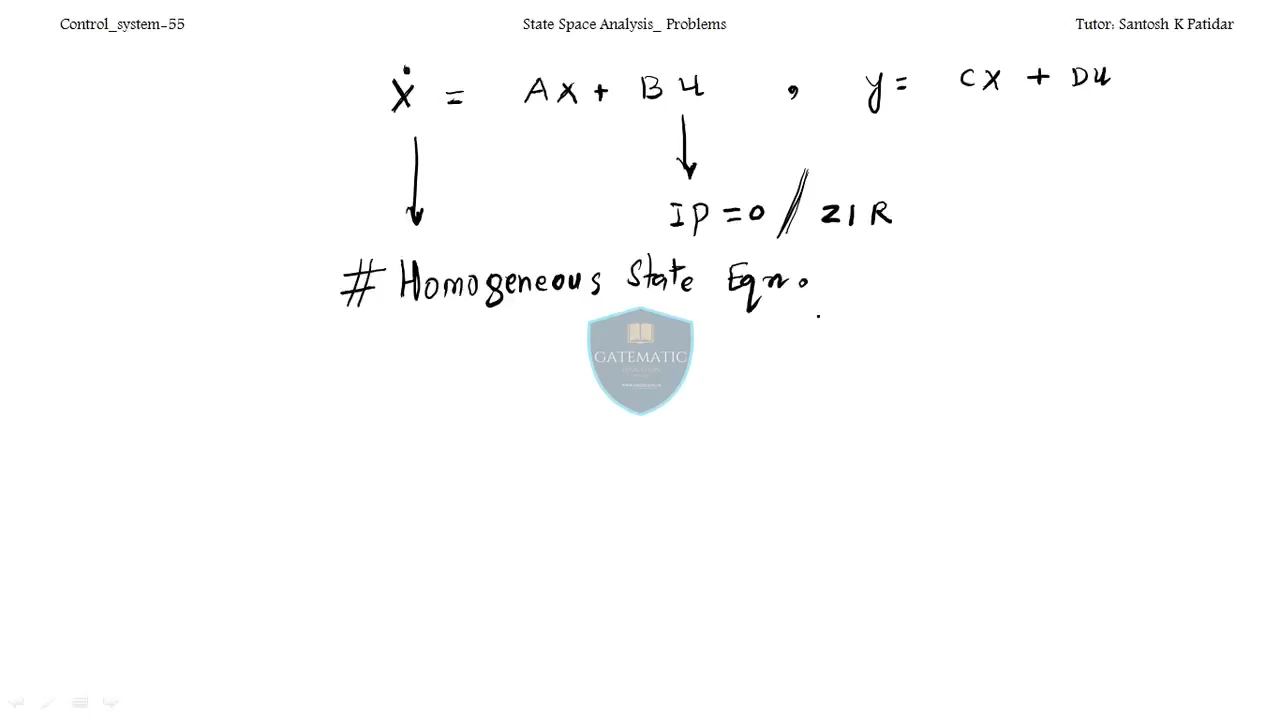 Control_system-55 State Space Analysis_ Problems Tutor: Santosh K Patidar
Ẋ = AX + BU , y = CX + DU
IP = 0 / ZIR
# Homogeneous State Eqn.
GATEMATIC
EDUCATION